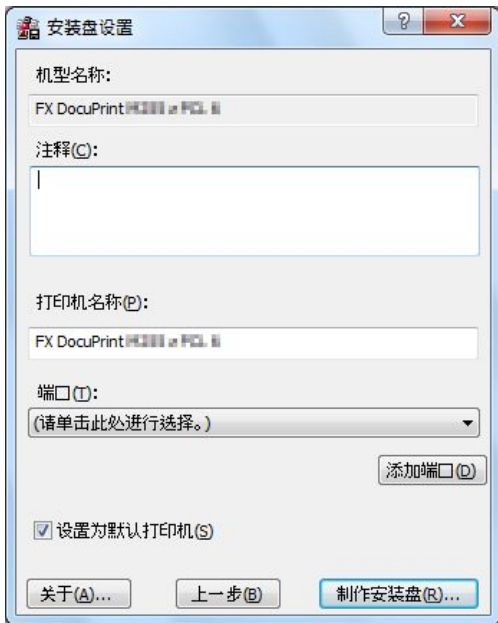 安装盘设置
机型名称:
FX DocuPrint
注释(C):
打印机名称(P):
FX DocuPrint
端口(T):
(请单击此处进行选择。)
添加端口(D)
设置为默认打印机(S)
关于(A)... 上一步(B) 制作安装盘(R)...